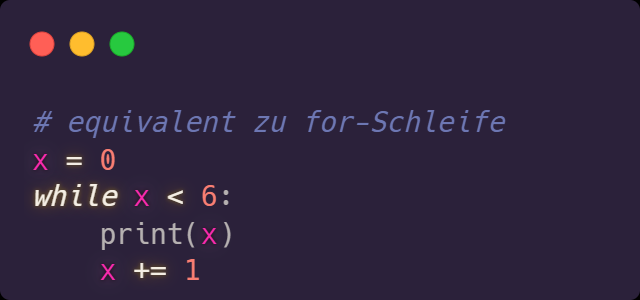 # equivalent zu for-Schleife
x = 0
while x < 6:
    print(x)
    x += 1